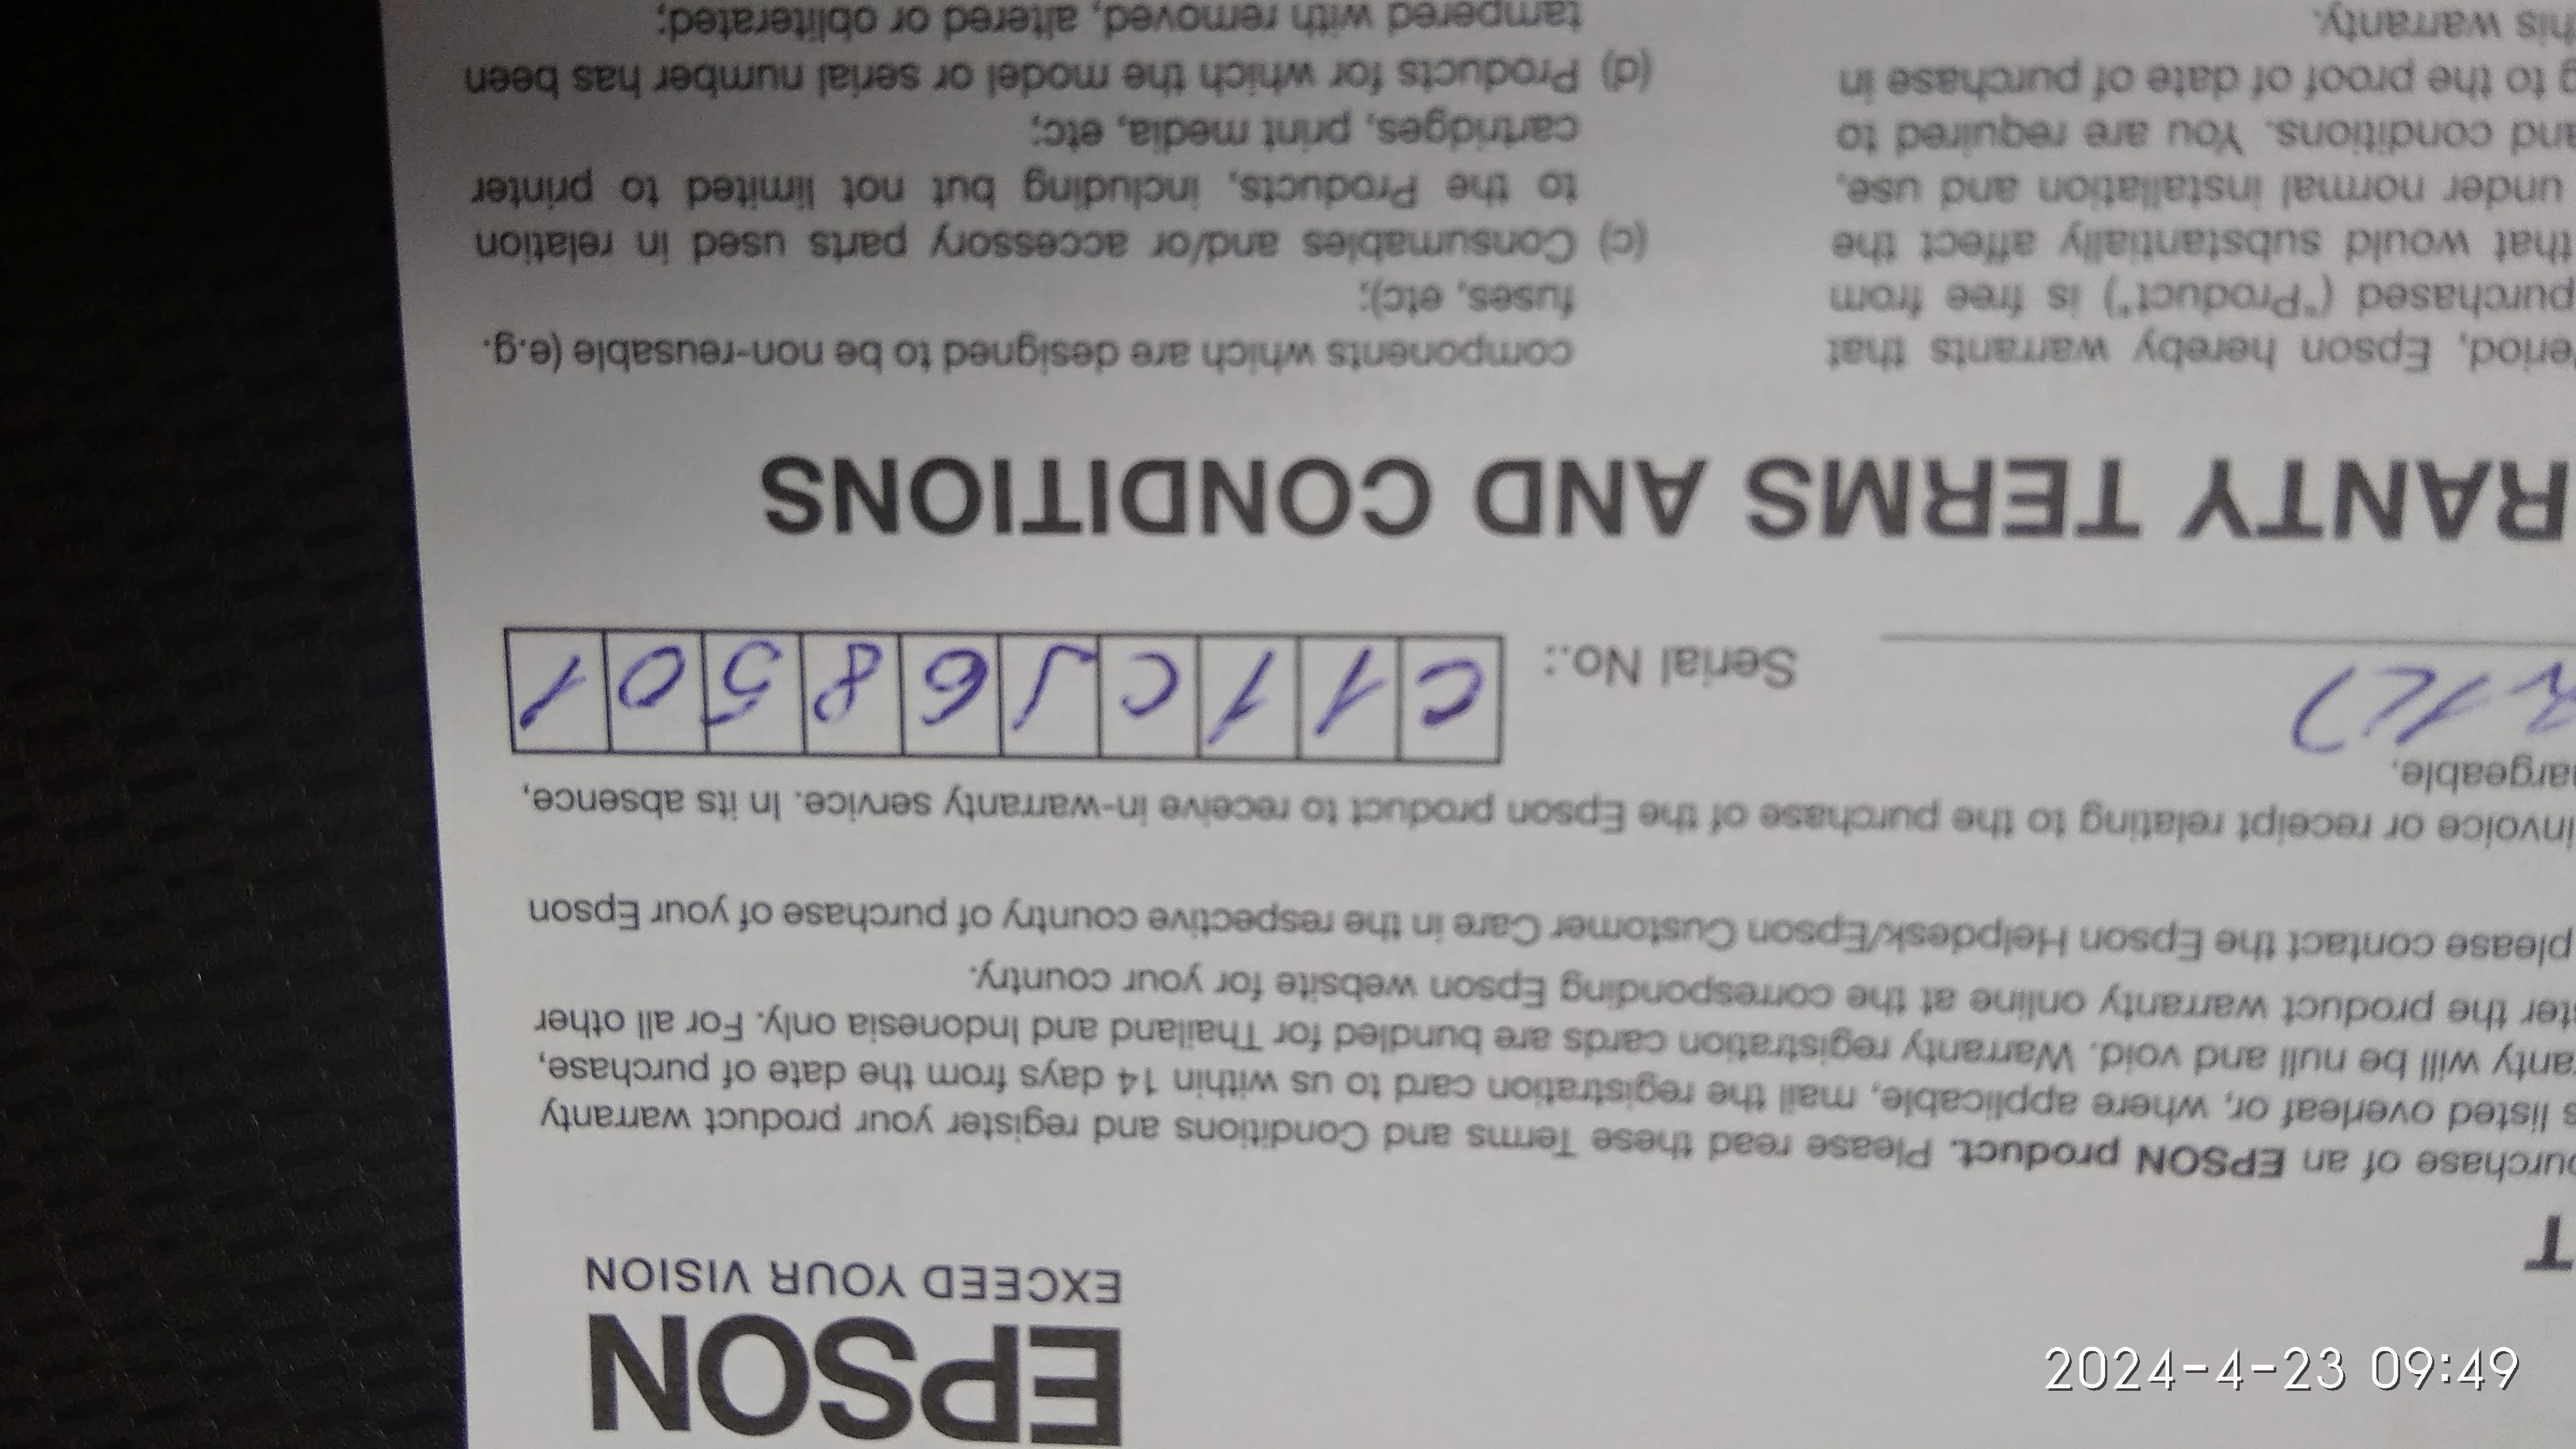 EPSON
EXCEED YOUR VISION
T
urchase of an EPSON product. Please read these Terms and Conditions and register your product warranty
s listed overleaf or, where applicable, mail the registration card to us within 14 days from the date of purchase,
anty will be null and void. Warranty registration cards are bundled for Thailand and Indonesia only. For all other
ter the product warranty online at the corresponding Epson website for your country.
please contact the Epson Helpdesk/Epson Customer Care in the respective country of purchase of your Epson
invoice or receipt relating to the purchase of the Epson product to receive in-warranty service. In its absence,
argeable.
Serial No.: C11CJ68501
RANTY TERMS AND CONDITIONS
eriod, Epson hereby warrants that
purchased ("Product") is free from
that would substantially affect the
under normal installation and use,
nd conditions. You are required to
g to the proof of date of purchase in
this warranty.
components which are designed to be non-reusable (e.g.
fuses, etc);
(c) Consumables and/or accessory parts used in relation
to the Products, including but not limited to printer
cartridges, print media, etc;
(d) Products for which the model or serial number has been
tampered with removed, altered or obliterated;
2024-4-23 09:49